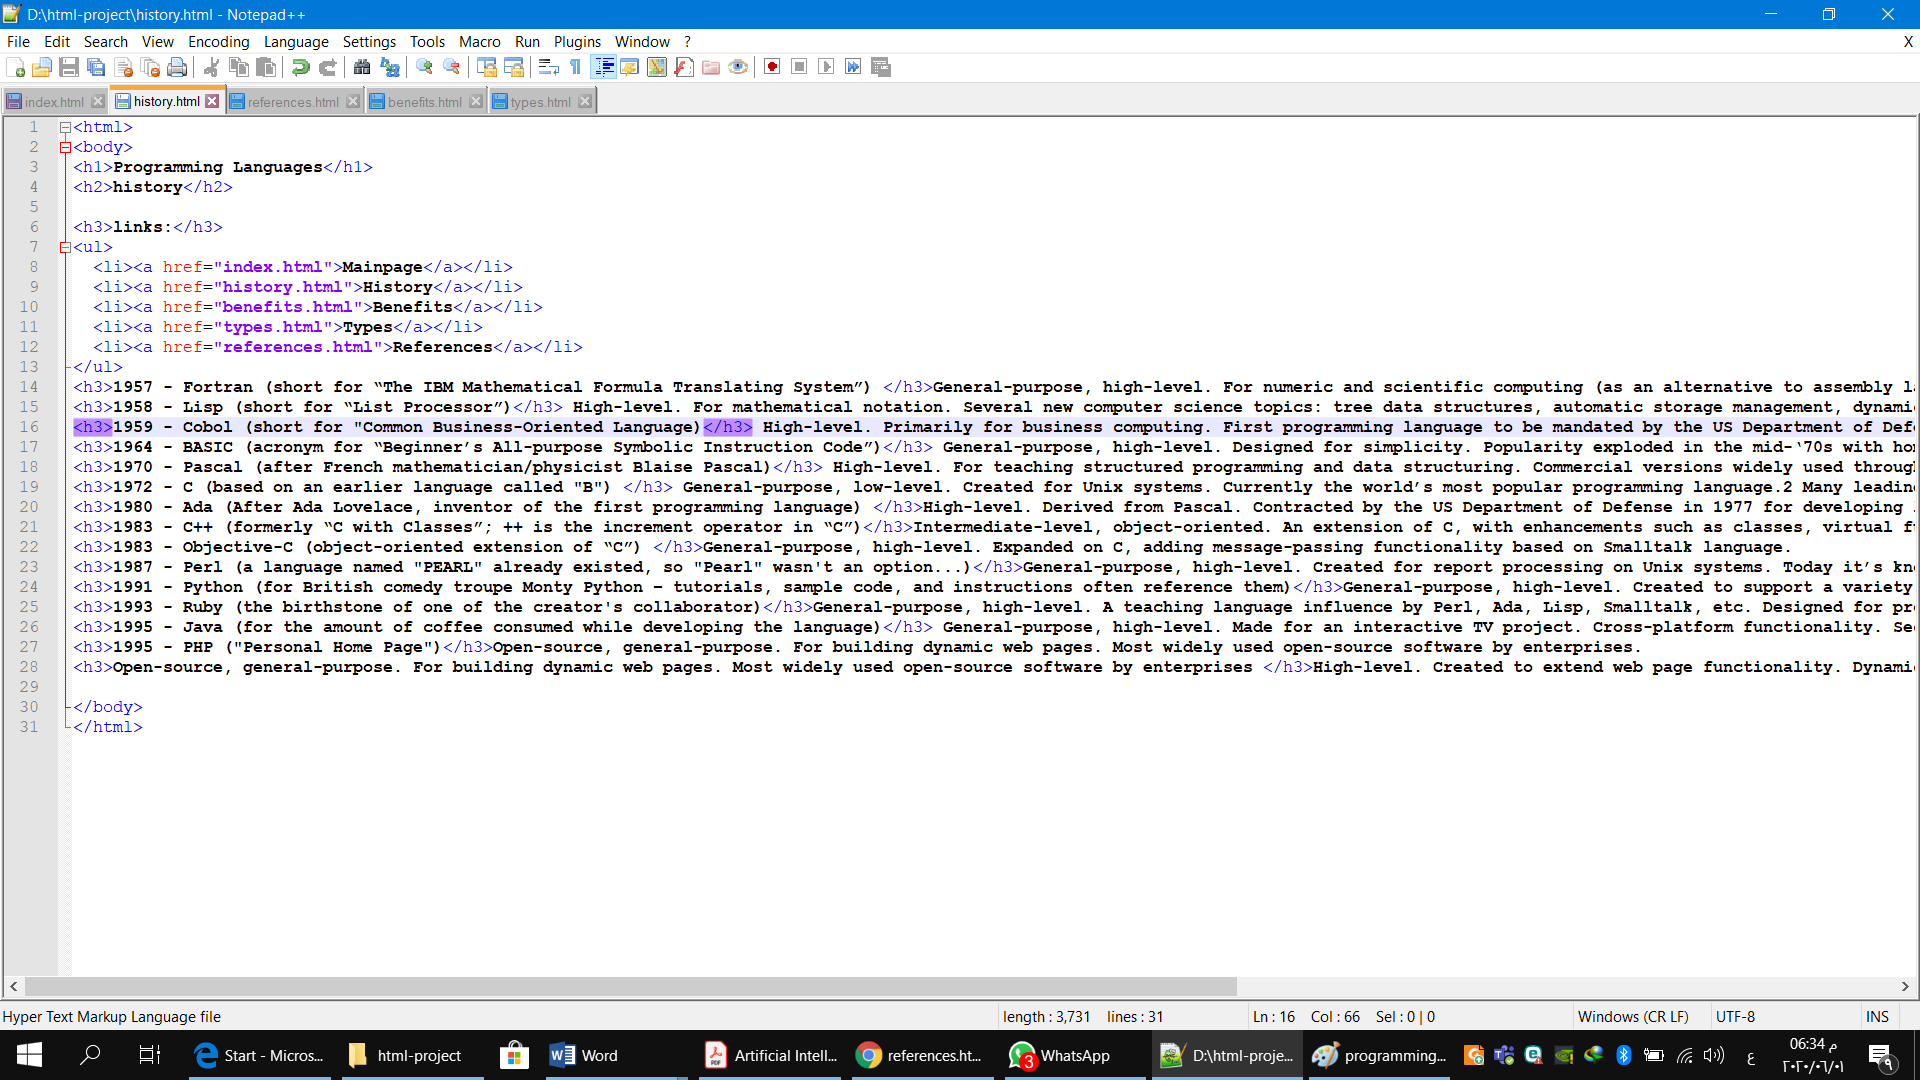 D:\html-project\history.html - Notepad++
File Edit Search View Encoding Language Settings Tools Macro Run Plugins Window ? X
index.html history.html references.html benefits.html types.html
1 <html>
2 <body>
3 <h1>Programming Languages</h1>
4 <h2>history</h2>
5
6 <h3>links:</h3>
7 <ul>
8 <li><a href="index.html">Mainpage</a></li>
9 <li><a href="history.html">History</a></li>
10 <li><a href="benefits.html">Benefits</a></li>
11 <li><a href="types.html">Types</a></li>
12 <li><a href="references.html">References</a></li>
13 </ul>
14 <h3>1957 - Fortran (short for “The IBM Mathematical Formula Translating System”) </h3>General-purpose, high-level. For numeric and scientific computing (as an alternative to assembly
15 <h3>1958 - Lisp (short for “List Processor”)</h3> High-level. For mathematical notation. Several new computer science topics: tree data structures, automatic storage management, dynami
16 <h3>1959 - Cobol (short for "Common Business-Oriented Language)</h3> High-level. Primarily for business computing. First programming language to be mandated by the US Department of Def
17 <h3>1964 - BASIC (acronym for “Beginner’s All-purpose Symbolic Instruction Code”)</h3> General-purpose, high-level. Designed for simplicity. Popularity exploded in the mid-‘70s with ho
18 <h3>1970 - Pascal (after French mathematician/physicist Blaise Pascal)</h3> High-level. For teaching structured programming and data structuring. Commercial versions widely used throug
19 <h3>1972 - C (based on an earlier language called "B") </h3> General-purpose, low-level. Created for Unix systems. Currently the world’s most popular programming language.2 Many leadin
20 <h3>1980 - Ada (After Ada Lovelace, inventor of the first programming language) </h3>High-level. Derived from Pascal. Contracted by the US Department of Defense in 1977 for developing
21 <h3>1983 - C++ (formerly “C with Classes”; ++ is the increment operator in “C”)</h3>Intermediate-level, object-oriented. An extension of C, with enhancements such as classes, virtual f
22 <h3>1983 - Objective-C (object-oriented extension of “C”) </h3>General-purpose, high-level. Expanded on C, adding message-passing functionality based on Smalltalk language.
23 <h3>1987 - Perl (a language named "PEARL" already existed, so "Pearl" wasn't an option...)</h3>General-purpose, high-level. Created for report processing on Unix systems. Today it’s kn
24 <h3>1991 - Python (for British comedy troupe Monty Python – tutorials, sample code, and instructions often reference them)</h3>General-purpose, high-level. Created to support a variety
25 <h3>1993 - Ruby (the birthstone of one of the creator's collaborator)</h3>General-purpose, high-level. A teaching language influence by Perl, Ada, Lisp, Smalltalk, etc. Designed for pr
26 <h3>1995 - Java (for the amount of coffee consumed while developing the language)</h3> General-purpose, high-level. Made for an interactive TV project. Cross-platform functionality. Se
27 <h3>1995 - PHP ("Personal Home Page")</h3>Open-source, general-purpose. For building dynamic web pages. Most widely used open-source software by enterprises.
28 <h3>Open-source, general-purpose. For building dynamic web pages. Most widely used open-source software by enterprises </h3>High-level. Created to extend web page functionality. Dynami
29
30 </body>
31 </html>
Hyper Text Markup Language file length : 3,731 lines : 31 Ln : 16 Col : 66 Sel : 0 | 0 Windows (CR LF) UTF-8 INS
Start - Micros... html-project Word Artificial Intell... references.ht... 3 WhatsApp D:\html-proje... programming... ع 06:34 م
٢٠٢٠/٠٦/٠١ ٩